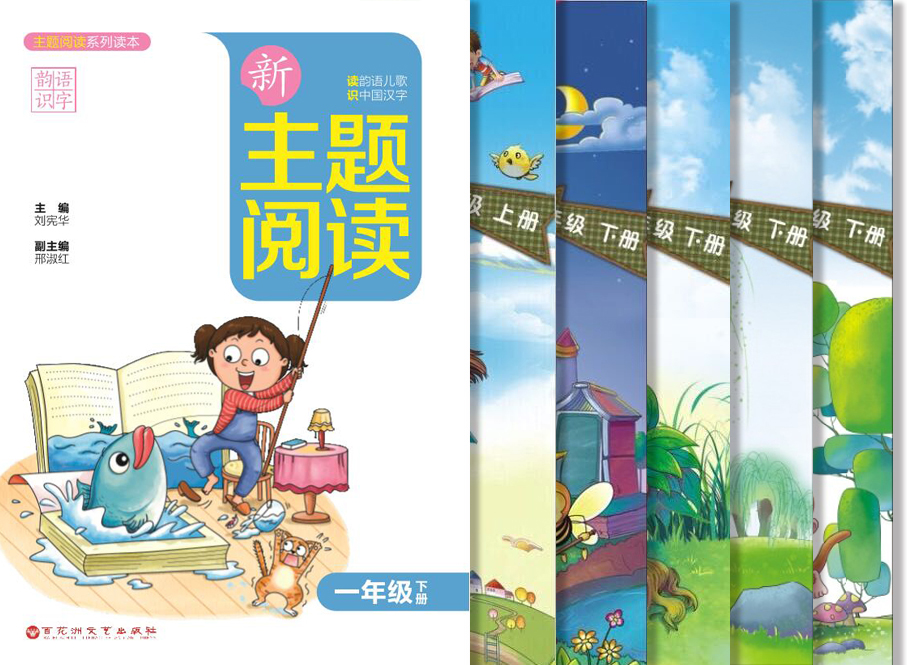 主题阅读系列读本
韵语
识字
新
读韵语儿歌
识中国汉字
主题
阅读
主 编
刘宪华
副主编
邢淑红
一年级 下册
百花洲文艺出版社
级 上册
年级 下册
年级 下册
级 下册
级 下册